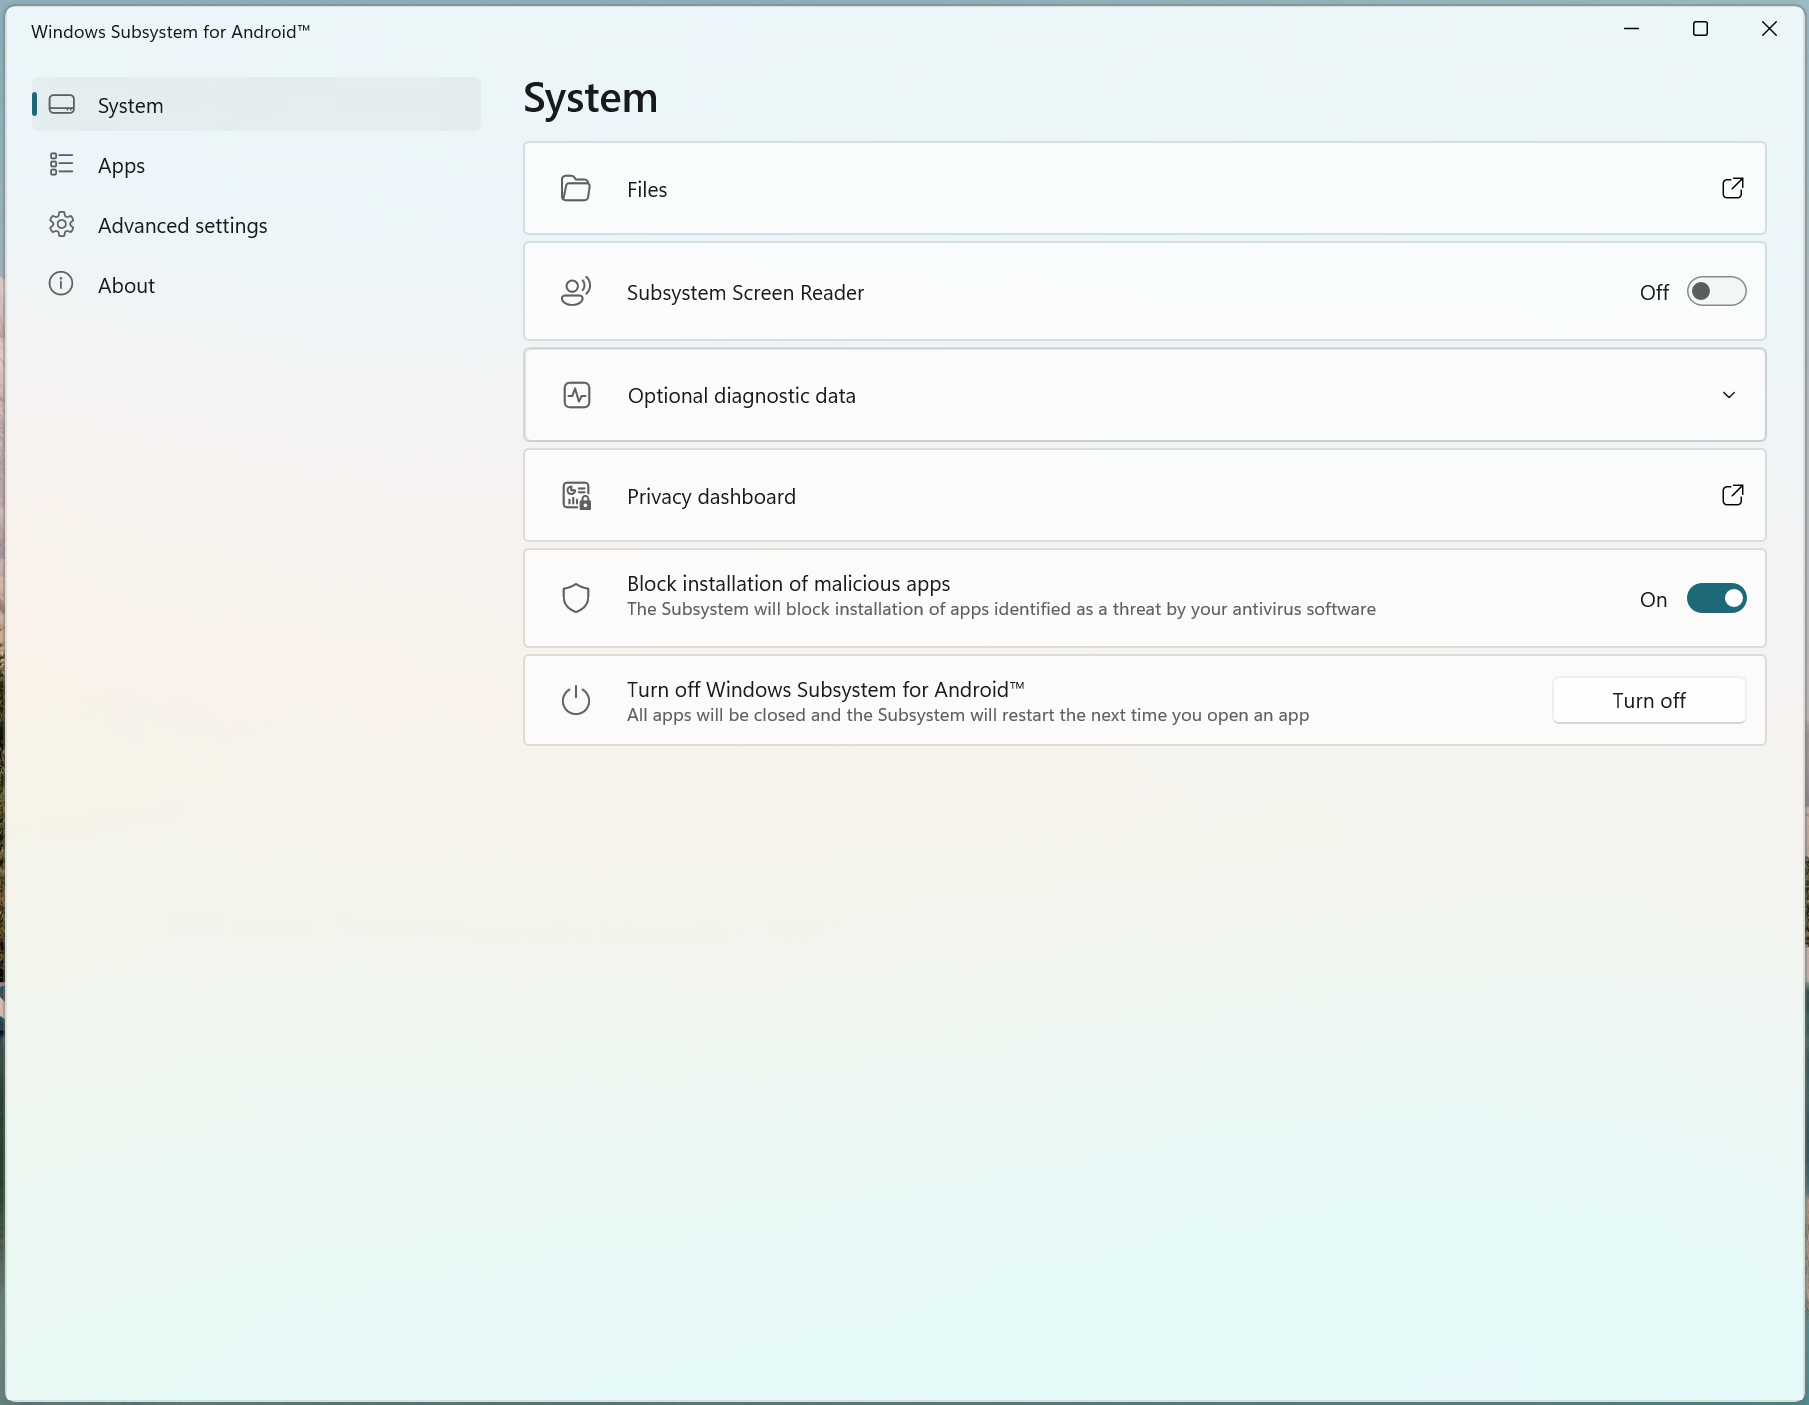 Windows Subsystem for Android™
System
Apps
Advanced settings
About
System
Files
Subsystem Screen Reader
Off
Optional diagnostic data
Privacy dashboard
Block installation of malicious apps
The Subsystem will block installation of apps identified as a threat by your antivirus software
On
Turn off Windows Subsystem for Android™
All apps will be closed and the Subsystem will restart the next time you open an app
Turn off